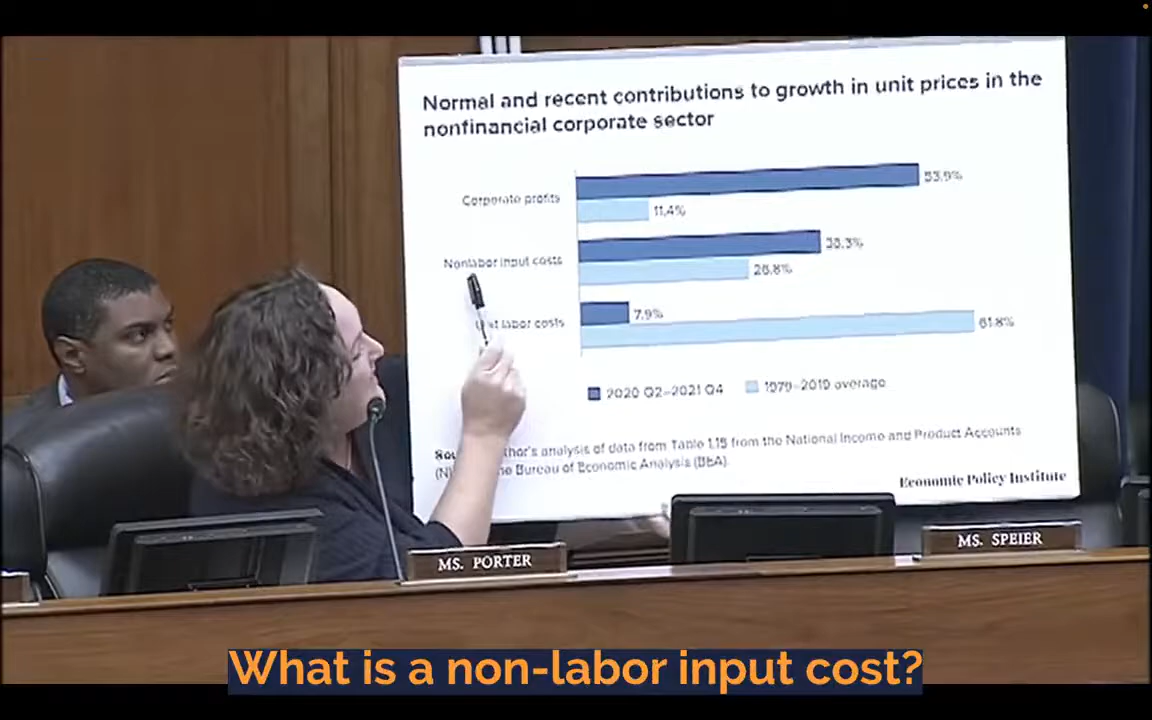 Normal and recent contributions to growth in unit prices in the
nonfinancial corporate sector
Corporate profits
53.9%
11.4%
Nonlabor input costs
38.3%
26.8%
labor costs
7.9%
61.8%
2020 Q2–2021 Q4
1979–2019 average
analysis of data from Table 1.15 from the National Income and Product Accounts
Bureau of Economic Analysis (BEA).
Economic Policy Institute
MS. PORTER
MS. SPEIER
What is a non-labor input cost?